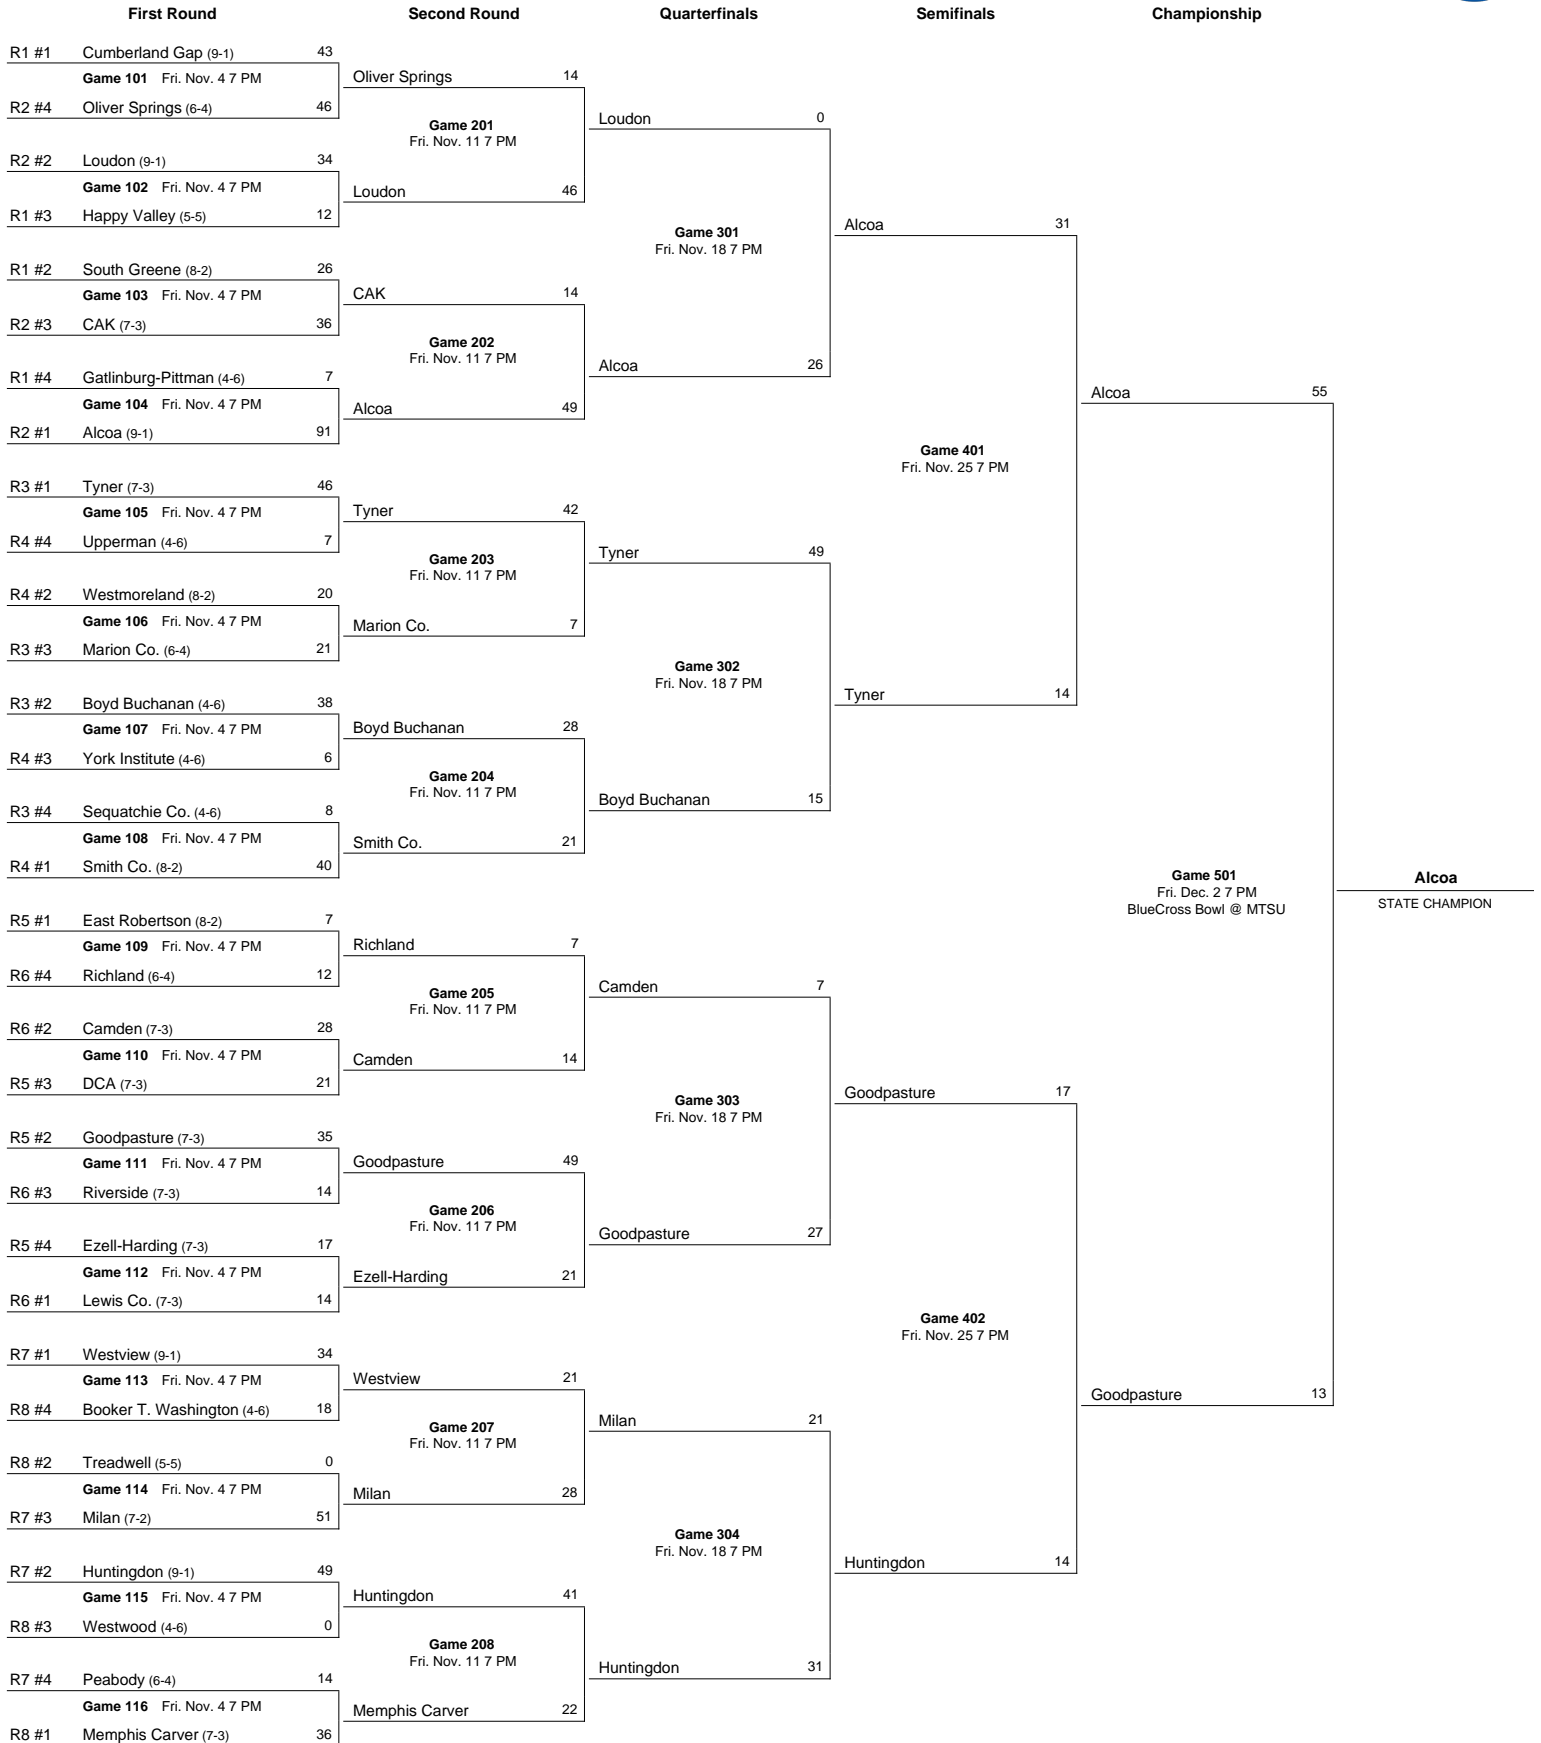 First Round
Second Round
Quarterfinals
Semifinals
Championship
R1 #1 Cumberland Gap (9-1) 43
Game 101 Fri. Nov. 4 7 PM
R2 #4 Oliver Springs (6-4) 46
R2 #2 Loudon (9-1) 34
Game 102 Fri. Nov. 4 7 PM
R1 #3 Happy Valley (5-5) 12
R1 #2 South Greene (8-2) 26
Game 103 Fri. Nov. 4 7 PM
R2 #3 CAK (7-3) 36
R1 #4 Gatlinburg-Pittman (4-6) 7
Game 104 Fri. Nov. 4 7 PM
R2 #1 Alcoa (9-1) 91
R3 #1 Tyner (7-3) 46
Game 105 Fri. Nov. 4 7 PM
R4 #4 Upperman (4-6) 7
R4 #2 Westmoreland (8-2) 20
Game 106 Fri. Nov. 4 7 PM
R3 #3 Marion Co. (6-4) 21
R3 #2 Boyd Buchanan (4-6) 38
Game 107 Fri. Nov. 4 7 PM
R4 #3 York Institute (4-6) 6
R3 #4 Sequatchie Co. (4-6) 8
Game 108 Fri. Nov. 4 7 PM
R4 #1 Smith Co. (8-2) 40
R5 #1 East Robertson (8-2) 7
Game 109 Fri. Nov. 4 7 PM
R6 #4 Richland (6-4) 12
R6 #2 Camden (7-3) 28
Game 110 Fri. Nov. 4 7 PM
R5 #3 DCA (7-3) 21
R5 #2 Goodpasture (7-3) 35
Game 111 Fri. Nov. 4 7 PM
R6 #3 Riverside (7-3) 14
R5 #4 Ezell-Harding (7-3) 17
Game 112 Fri. Nov. 4 7 PM
R6 #1 Lewis Co. (7-3) 14
R7 #1 Westview (9-1) 34
Game 113 Fri. Nov. 4 7 PM
R8 #4 Booker T. Washington (4-6) 18
R8 #2 Treadwell (5-5) 0
Game 114 Fri. Nov. 4 7 PM
R7 #3 Milan (7-2) 51
R7 #2 Huntingdon (9-1) 49
Game 115 Fri. Nov. 4 7 PM
R8 #3 Westwood (4-6) 0
R7 #4 Peabody (6-4) 14
Game 116 Fri. Nov. 4 7 PM
R8 #1 Memphis Carver (7-3) 36
Oliver Springs 14
Game 201
Fri. Nov. 11 7 PM
Loudon 46
CAK 14
Game 202
Fri. Nov. 11 7 PM
Alcoa 49
Tyner 42
Game 203
Fri. Nov. 11 7 PM
Marion Co. 7
Boyd Buchanan 28
Game 204
Fri. Nov. 11 7 PM
Smith Co. 21
Richland 7
Game 205
Fri. Nov. 11 7 PM
Camden 14
Goodpasture 49
Game 206
Fri. Nov. 11 7 PM
Ezell-Harding 21
Westview 21
Game 207
Fri. Nov. 11 7 PM
Milan 28
Huntingdon 41
Game 208
Fri. Nov. 11 7 PM
Memphis Carver 22
Loudon 0
Game 301
Fri. Nov. 18 7 PM
Alcoa 26
Tyner 49
Game 302
Fri. Nov. 18 7 PM
Boyd Buchanan 15
Camden 7
Game 303
Fri. Nov. 18 7 PM
Goodpasture 27
Milan 21
Game 304
Fri. Nov. 18 7 PM
Huntingdon 31
Alcoa 31
Game 401
Fri. Nov. 25 7 PM
Tyner 14
Goodpasture 17
Game 402
Fri. Nov. 25 7 PM
Huntingdon 14
Alcoa 55
Game 501
Fri. Dec. 2 7 PM
BlueCross Bowl @ MTSU
Goodpasture 13
Alcoa
STATE CHAMPION